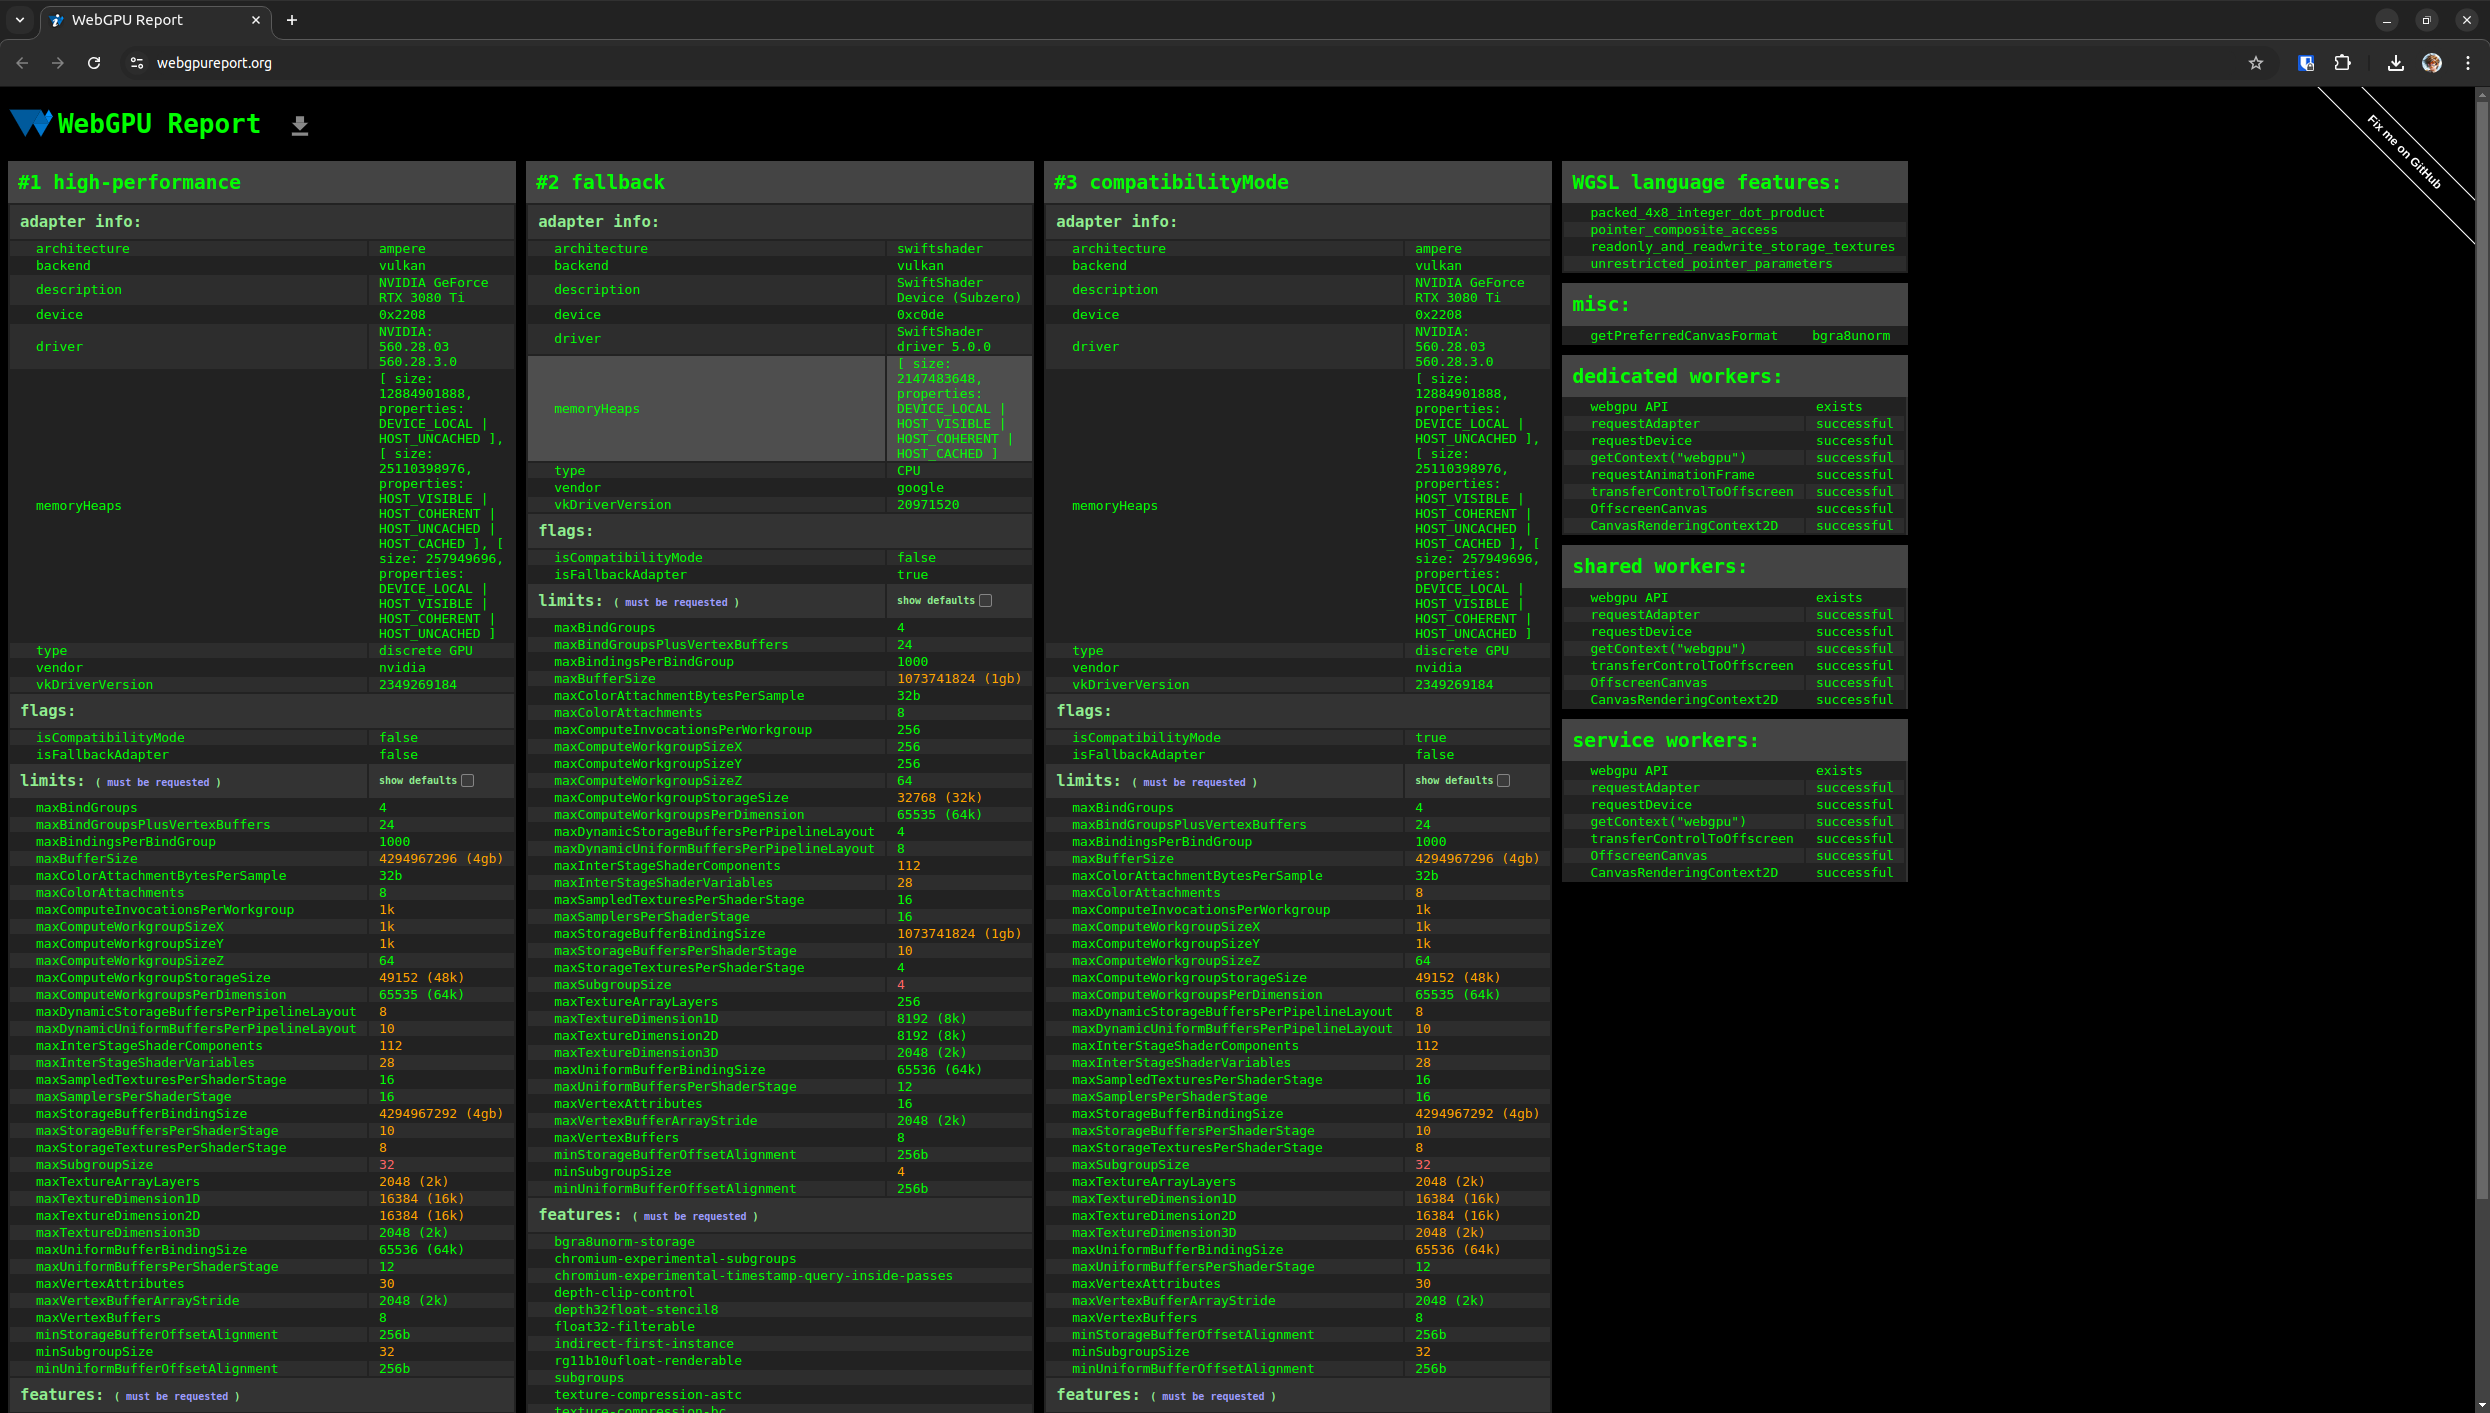 WebGPU Report
webgpureport.org
WebGPU Report
Fix me on GitHub
#1 high-performance
adapter info:
architecture ampere
backend vulkan
description NVIDIA GeForce
RTX 3080 Ti
device 0x2208
driver NVIDIA:
560.28.03
560.28.3.0
memoryHeaps [ size:
12884901888,
properties:
DEVICE_LOCAL |
HOST_UNCACHED ],
[ size:
25110398976,
properties:
HOST_VISIBLE |
HOST_COHERENT |
HOST_UNCACHED |
HOST_CACHED ], [
size: 257949696,
properties:
DEVICE_LOCAL |
HOST_VISIBLE |
HOST_COHERENT |
HOST_UNCACHED ]
type discrete GPU
vendor nvidia
vkDriverVersion 2349269184
flags:
isCompatibilityMode false
isFallbackAdapter false
limits: ( must be requested ) show defaults
maxBindGroups 4
maxBindGroupsPlusVertexBuffers 24
maxBindingsPerBindGroup 1000
maxBufferSize 4294967296 (4gb)
maxColorAttachmentBytesPerSample 32b
maxColorAttachments 8
maxComputeInvocationsPerWorkgroup 1k
maxComputeWorkgroupSizeX 1k
maxComputeWorkgroupSizeY 1k
maxComputeWorkgroupSizeZ 64
maxComputeWorkgroupStorageSize 49152 (48k)
maxComputeWorkgroupsPerDimension 65535 (64k)
maxDynamicStorageBuffersPerPipelineLayout 8
maxDynamicUniformBuffersPerPipelineLayout 10
maxInterStageShaderComponents 112
maxInterStageShaderVariables 28
maxSampledTexturesPerShaderStage 16
maxSamplersPerShaderStage 16
maxStorageBufferBindingSize 4294967292 (4gb)
maxStorageBuffersPerShaderStage 10
maxStorageTexturesPerShaderStage 8
maxSubgroupSize 32
maxTextureArrayLayers 2048 (2k)
maxTextureDimension1D 16384 (16k)
maxTextureDimension2D 16384 (16k)
maxTextureDimension3D 2048 (2k)
maxUniformBufferBindingSize 65536 (64k)
maxUniformBuffersPerShaderStage 12
maxVertexAttributes 30
maxVertexBufferArrayStride 2048 (2k)
maxVertexBuffers 8
minStorageBufferOffsetAlignment 256b
minSubgroupSize 32
minUniformBufferOffsetAlignment 256b
features: ( must be requested )
#2 fallback
adapter info:
architecture swiftshader
backend vulkan
description SwiftShader
Device (Subzero)
device 0xc0de
driver SwiftShader
driver 5.0.0
memoryHeaps [ size:
2147483648,
properties:
DEVICE_LOCAL |
HOST_VISIBLE |
HOST_COHERENT |
HOST_CACHED ]
type CPU
vendor google
vkDriverVersion 20971520
flags:
isCompatibilityMode false
isFallbackAdapter true
limits: ( must be requested ) show defaults
maxBindGroups 4
maxBindGroupsPlusVertexBuffers 24
maxBindingsPerBindGroup 1000
maxBufferSize 1073741824 (1gb)
maxColorAttachmentBytesPerSample 32b
maxColorAttachments 8
maxComputeInvocationsPerWorkgroup 256
maxComputeWorkgroupSizeX 256
maxComputeWorkgroupSizeY 256
maxComputeWorkgroupSizeZ 64
maxComputeWorkgroupStorageSize 32768 (32k)
maxComputeWorkgroupsPerDimension 65535 (64k)
maxDynamicStorageBuffersPerPipelineLayout 4
maxDynamicUniformBuffersPerPipelineLayout 8
maxInterStageShaderComponents 112
maxInterStageShaderVariables 28
maxSampledTexturesPerShaderStage 16
maxSamplersPerShaderStage 16
maxStorageBufferBindingSize 1073741824 (1gb)
maxStorageBuffersPerShaderStage 10
maxStorageTexturesPerShaderStage 4
maxSubgroupSize 4
maxTextureArrayLayers 256
maxTextureDimension1D 8192 (8k)
maxTextureDimension2D 8192 (8k)
maxTextureDimension3D 2048 (2k)
maxUniformBufferBindingSize 65536 (64k)
maxUniformBuffersPerShaderStage 12
maxVertexAttributes 16
maxVertexBufferArrayStride 2048 (2k)
maxVertexBuffers 8
minStorageBufferOffsetAlignment 256b
minSubgroupSize 4
minUniformBufferOffsetAlignment 256b
features: ( must be requested )
bgra8unorm-storage
chromium-experimental-subgroups
chromium-experimental-timestamp-query-inside-passes
depth-clip-control
depth32float-stencil8
float32-filterable
indirect-first-instance
rg11b10ufloat-renderable
subgroups
texture-compression-astc
texture-compression-bc
#3 compatibilityMode
adapter info:
architecture ampere
backend vulkan
description NVIDIA GeForce
RTX 3080 Ti
device 0x2208
driver NVIDIA:
560.28.03
560.28.3.0
memoryHeaps [ size:
12884901888,
properties:
DEVICE_LOCAL |
HOST_UNCACHED ],
[ size:
25110398976,
properties:
HOST_VISIBLE |
HOST_COHERENT |
HOST_UNCACHED |
HOST_CACHED ], [
size: 257949696,
properties:
DEVICE_LOCAL |
HOST_VISIBLE |
HOST_COHERENT |
HOST_UNCACHED ]
type discrete GPU
vendor nvidia
vkDriverVersion 2349269184
flags:
isCompatibilityMode true
isFallbackAdapter false
limits: ( must be requested ) show defaults
maxBindGroups 4
maxBindGroupsPlusVertexBuffers 24
maxBindingsPerBindGroup 1000
maxBufferSize 4294967296 (4gb)
maxColorAttachmentBytesPerSample 32b
maxColorAttachments 8
maxComputeInvocationsPerWorkgroup 1k
maxComputeWorkgroupSizeX 1k
maxComputeWorkgroupSizeY 1k
maxComputeWorkgroupSizeZ 64
maxComputeWorkgroupStorageSize 49152 (48k)
maxComputeWorkgroupsPerDimension 65535 (64k)
maxDynamicStorageBuffersPerPipelineLayout 8
maxDynamicUniformBuffersPerPipelineLayout 10
maxInterStageShaderComponents 112
maxInterStageShaderVariables 28
maxSampledTexturesPerShaderStage 16
maxSamplersPerShaderStage 16
maxStorageBufferBindingSize 4294967292 (4gb)
maxStorageBuffersPerShaderStage 10
maxStorageTexturesPerShaderStage 8
maxSubgroupSize 32
maxTextureArrayLayers 2048 (2k)
maxTextureDimension1D 16384 (16k)
maxTextureDimension2D 16384 (16k)
maxTextureDimension3D 2048 (2k)
maxUniformBufferBindingSize 65536 (64k)
maxUniformBuffersPerShaderStage 12
maxVertexAttributes 30
maxVertexBufferArrayStride 2048 (2k)
maxVertexBuffers 8
minStorageBufferOffsetAlignment 256b
minSubgroupSize 32
minUniformBufferOffsetAlignment 256b
features: ( must be requested )
WGSL language features:
packed_4x8_integer_dot_product
pointer_composite_access
readonly_and_readwrite_storage_textures
unrestricted_pointer_parameters
misc:
getPreferredCanvasFormat bgra8unorm
dedicated workers:
webgpu API exists
requestAdapter successful
requestDevice successful
getContext("webgpu") successful
requestAnimationFrame successful
transferControlToOffscreen successful
OffscreenCanvas successful
CanvasRenderingContext2D successful
shared workers:
webgpu API exists
requestAdapter successful
requestDevice successful
getContext("webgpu") successful
transferControlToOffscreen successful
OffscreenCanvas successful
CanvasRenderingContext2D successful
service workers:
webgpu API exists
requestAdapter successful
requestDevice successful
getContext("webgpu") successful
transferControlToOffscreen successful
OffscreenCanvas successful
CanvasRenderingContext2D successful